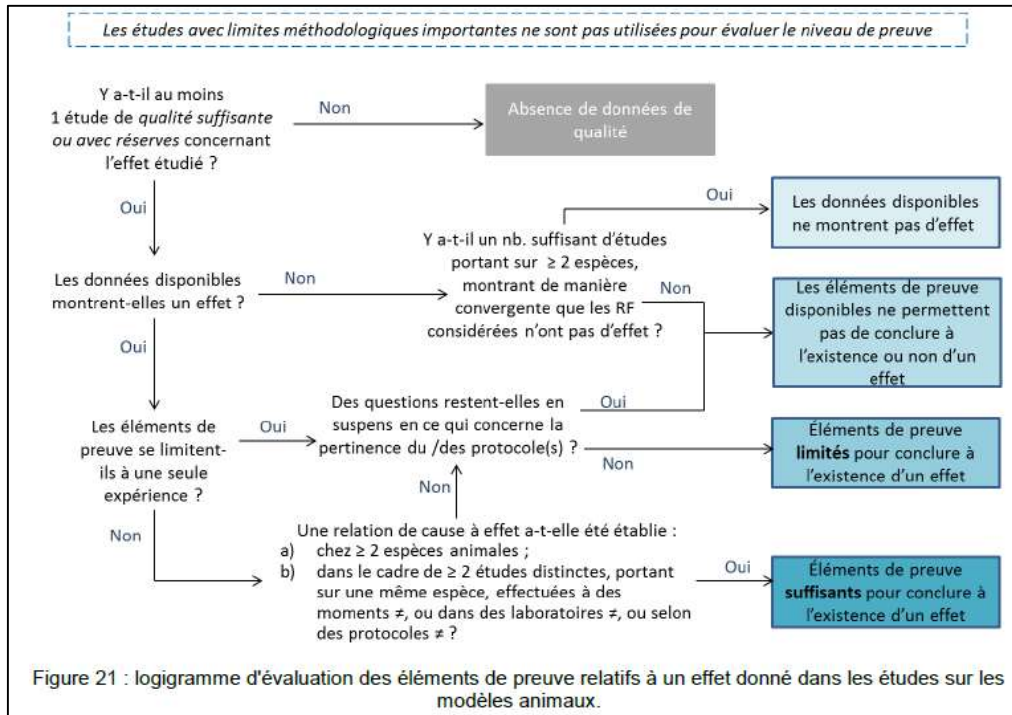 Les études avec limites méthodologiques importantes ne sont pas utilisées pour évaluer le niveau de preuve
Y a-t-il au moins
1 étude de qualité suffisante
ou avec réserves concernant
l'effet étudié ?
Non
Absence de données de
qualité
Oui
Les données disponibles
montrent-elles un effet ?
Non
Y a-t-il un nb. suffisant d'études
portant sur ≥ 2 espèces,
montrant de manière
convergente que les RF
considérées n'ont pas d'effet ?
Oui
Les données disponibles
ne montrent pas d'effet
Non
Les éléments de preuve
disponibles ne permettent
pas de conclure à
l'existence ou non d'un
effet
Oui
Les éléments de
preuve se limitent-
ils à une seule
expérience ?
Oui
Des questions restent-elles en
suspens en ce qui concerne la
pertinence du /des protocole(s) ?
Oui
Non
Éléments de preuve
limités pour conclure à
l'existence d'un effet
Non
Non
Une relation de cause à effet a-t-elle été établie :
a) chez ≥ 2 espèces animales ;
b) dans le cadre de ≥ 2 études distinctes, portant
sur une même espèce, effectuées à des
moments ≠, ou dans des laboratoires ≠, ou selon
des protocoles ≠ ?
Oui
Éléments de preuve
suffisants pour conclure à
l'existence d'un effet
Figure 21 : logigramme d'évaluation des éléments de preuve relatifs à un effet donné dans les études sur les
modèles animaux.